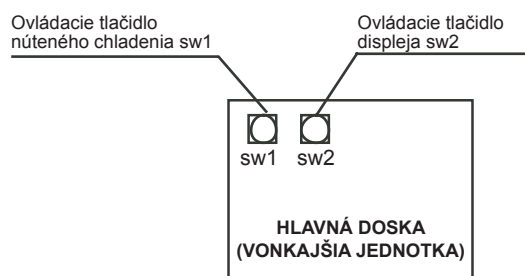 Ovládacie tlačidlo
núteného chladenia sw1
Ovládacie tlačidlo
displeja sw2
sw1 sw2
HLAVNÁ DOSKA
(VONKAJŠIA JEDNOTKA)